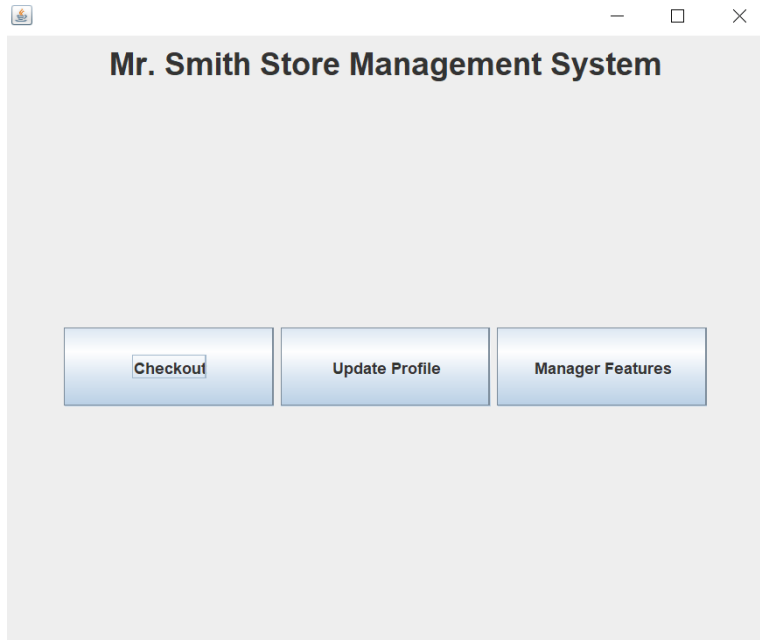 Mr. Smith Store Management System
Checkout
Update Profile
Manager Features